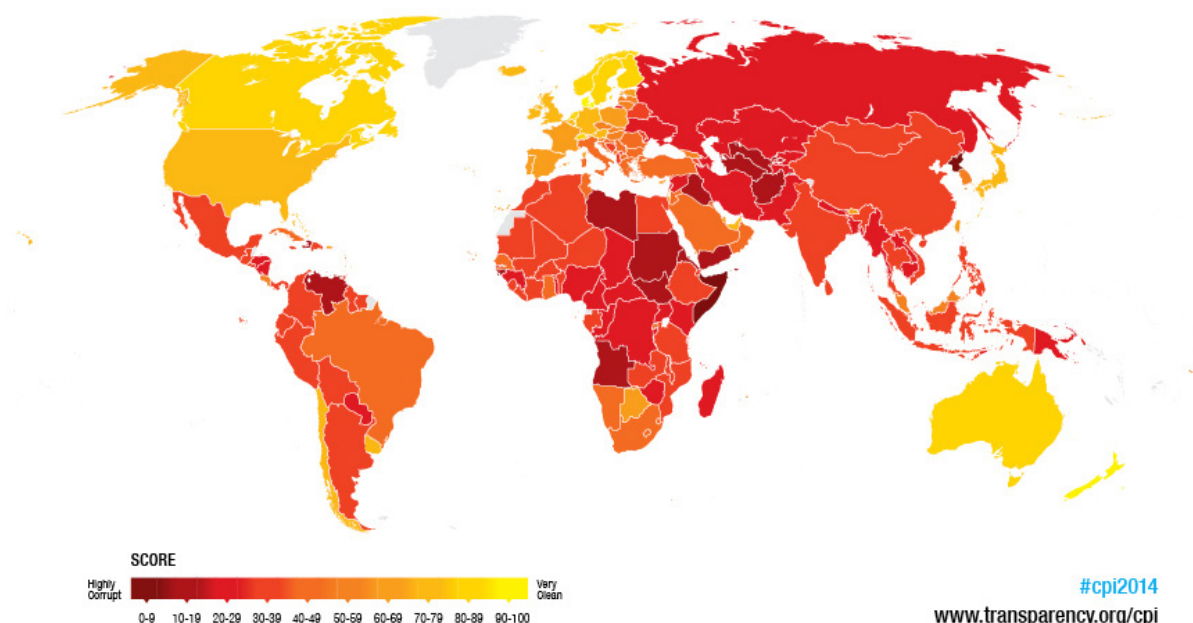 SCORE
Highly
Corrupt
Very
Clean
0-9 10-19 20-29 30-39 40-49 50-59 60-69 70-79 80-89 90-100
#cpi2014
www.transparency.org/cpi